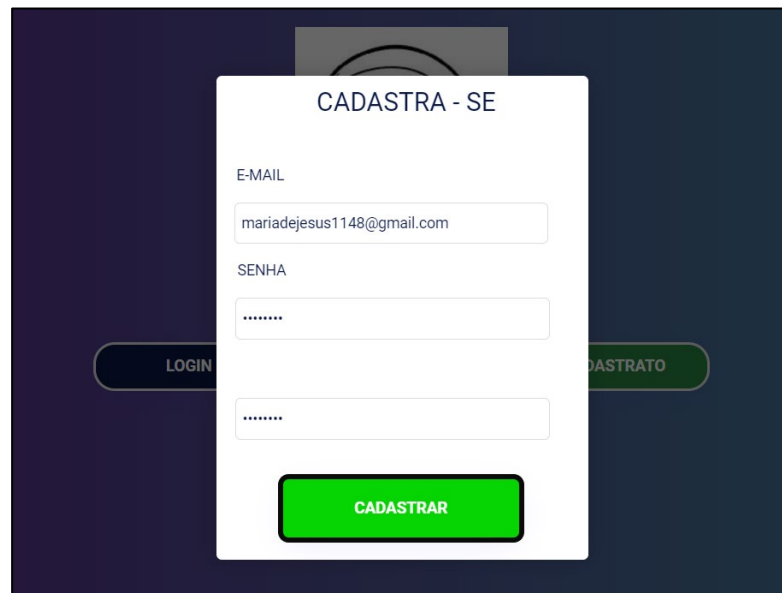 CADASTRA - SE
E-MAIL
mariadejesus1148@gmail.com
SENHA
••••••••
LOGIN
DASTRATO
••••••••
CADASTRAR